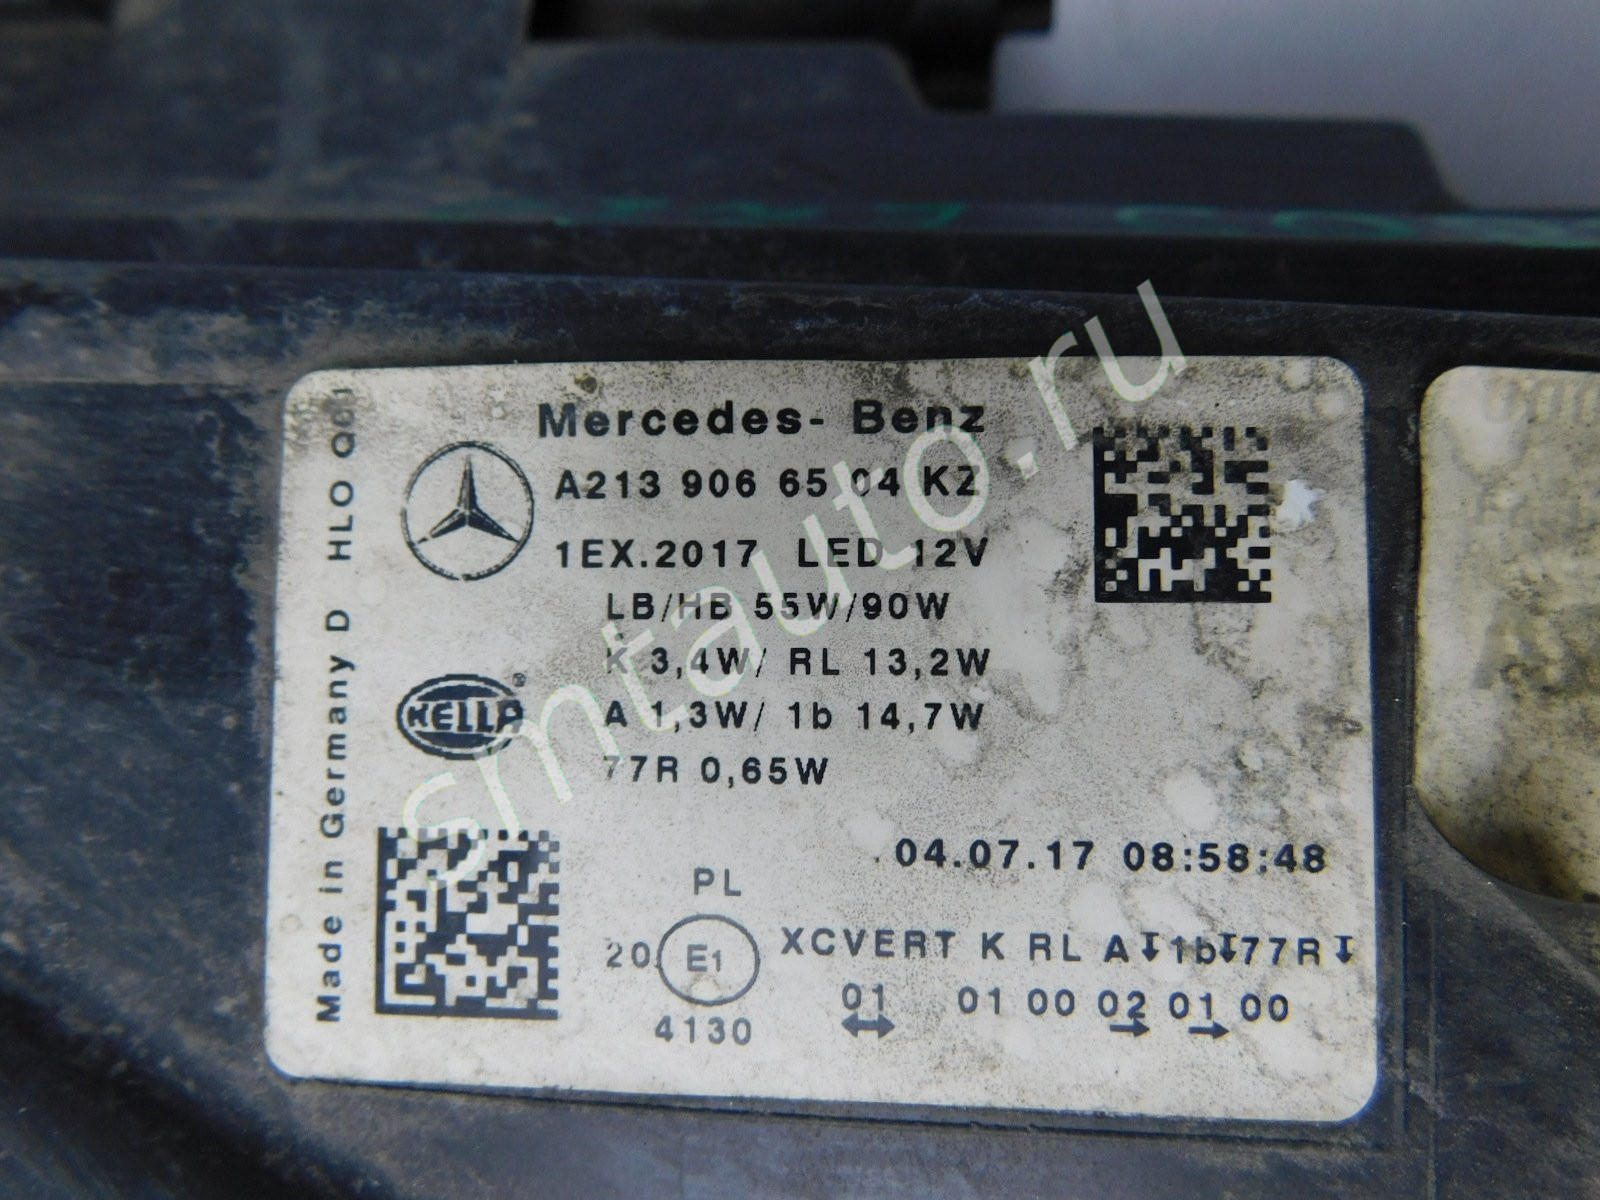 Mercedes- Benz
A213 906 65 04 KZ
1EX.2017 LED 12V
LB/HB 55W/90W
K 3,4W/ RL 13,2W
A 1,3W/ 1b 14,7W
77R 0,65W
HELLA®
Made in Germany D HLO
04.07.17 08:58:48
PL
20. E1
XCVERT K RL A↧1b↧77R↧
01 01 00 02 01 00
4130
smtauto.ru